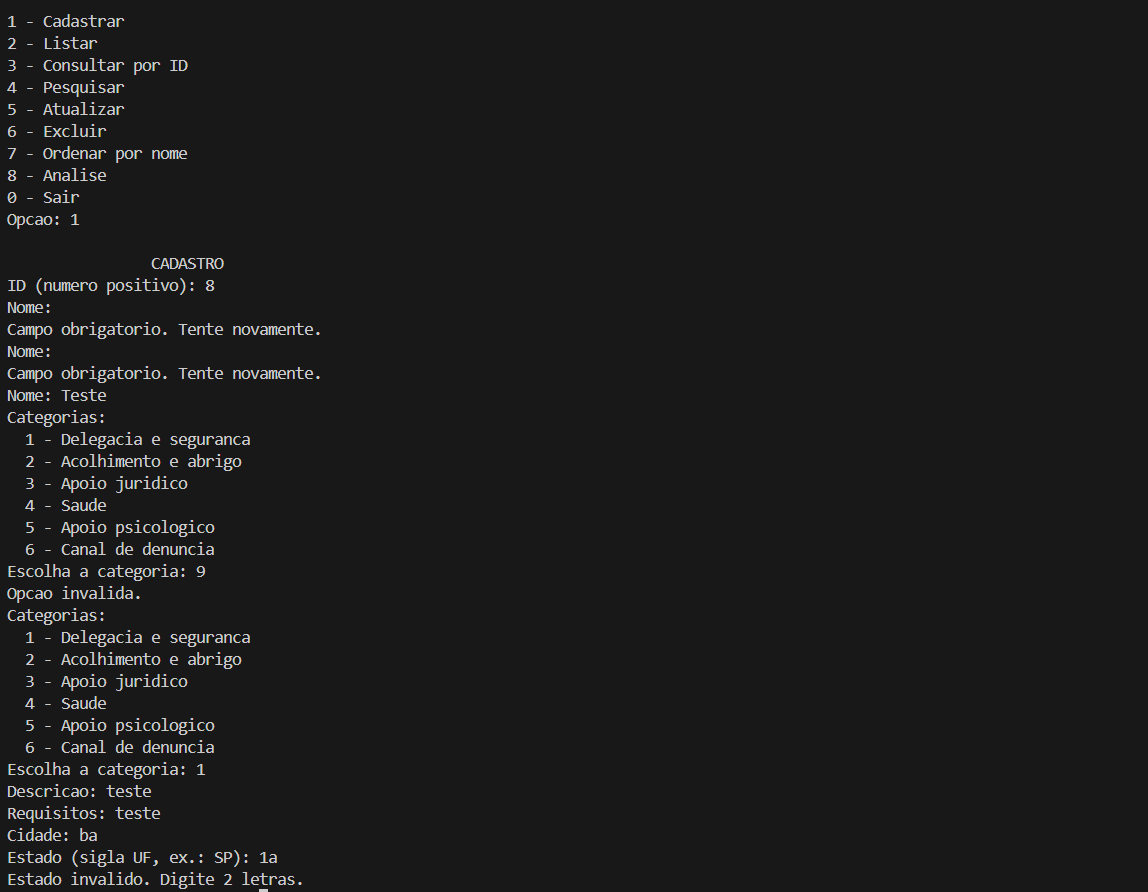 1 - Cadastrar
2 - Listar
3 - Consultar por ID
4 - Pesquisar
5 - Atualizar
6 - Excluir
7 - Ordenar por nome
8 - Analise
0 - Sair
Opcao: 1
CADASTRO
ID (numero positivo): 8
Nome:
Campo obrigatorio. Tente novamente.
Nome:
Campo obrigatorio. Tente novamente.
Nome: Teste
Categorias:
1 - Delegacia e seguranca
2 - Acolhimento e abrigo
3 - Apoio juridico
4 - Saude
5 - Apoio psicologico
6 - Canal de denuncia
Escolha a categoria: 9
Opcao invalida.
Categorias:
1 - Delegacia e seguranca
2 - Acolhimento e abrigo
3 - Apoio juridico
4 - Saude
5 - Apoio psicologico
6 - Canal de denuncia
Escolha a categoria: 1
Descricao: teste
Requisitos: teste
Cidade: ba
Estado (sigla UF, ex.: SP): 1a
Estado invalido. Digite 2 letras.